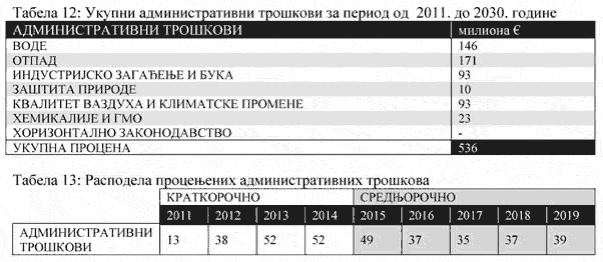 Табела 12: Укупни административни трошкови за период од 2011. до 2030. године
АДМИНИСТРАТИВНИ ТРОШКОВИ милиона €
ВОДЕ 146
ОТПАД 171
ИНДУСТРИЈСКО ЗАГАЂЕЊЕ И БУКА 93
ЗАШТИТА ПРИРОДЕ 10
КВАЛИТЕТ ВАЗДУХА И КЛИМАТСКЕ ПРОМЕНЕ 93
ХЕМИКАЛИЈЕ И ГМО 23
ХОРИЗОНТАЛНО ЗАКОНОДАВСТВО -
УКУПНА ПРОЦЕНА 536
Табела 13: Расподела процењених административних трошкова
КРАТКОРОЧНО СРЕДЊОРОЧНО
2011 2012 2013 2014 2015 2016 2017 2018 2019
АДМИНИСТРАТИВНИ
ТРОШКОВИ 13 38 52 52 49 37 35 37 39